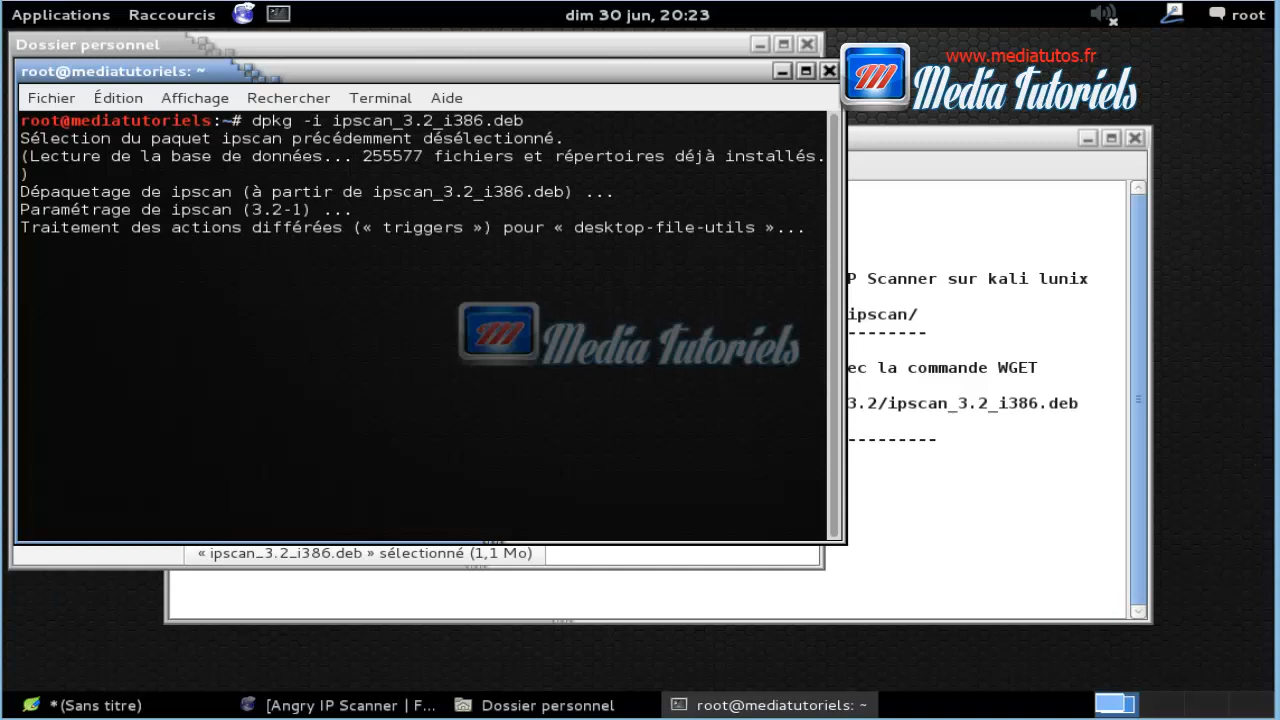 Applications Raccourcis dim 30 jun, 20:23 root
Dossier personnel
www.mediatutos.fr
Media Tutoriels
root@mediatutoriels: ~
Fichier Édition Affichage Rechercher Terminal Aide
root@mediatutoriels:~# dpkg -i ipscan_3.2_i386.deb
Sélection du paquet ipscan précédemment désélectionné.
(Lecture de la base de données... 255577 fichiers et répertoires déjà installés.
)
Dépaquetage de ipscan (à partir de ipscan_3.2_i386.deb) ...
Paramétrage de ipscan (3.2-1) ...
Traitement des actions différées (« triggers ») pour « desktop-file-utils »...
Media Tutoriels
P Scanner sur kali lunix
ipscan/
--------
ec la commande WGET
3.2/ipscan_3.2_i386.deb
---------
« ipscan_3.2_i386.deb » sélectionné (1,1 Mo)
*(Sans titre) [Angry IP Scanner | F... Dossier personnel root@mediatutoriels: ~